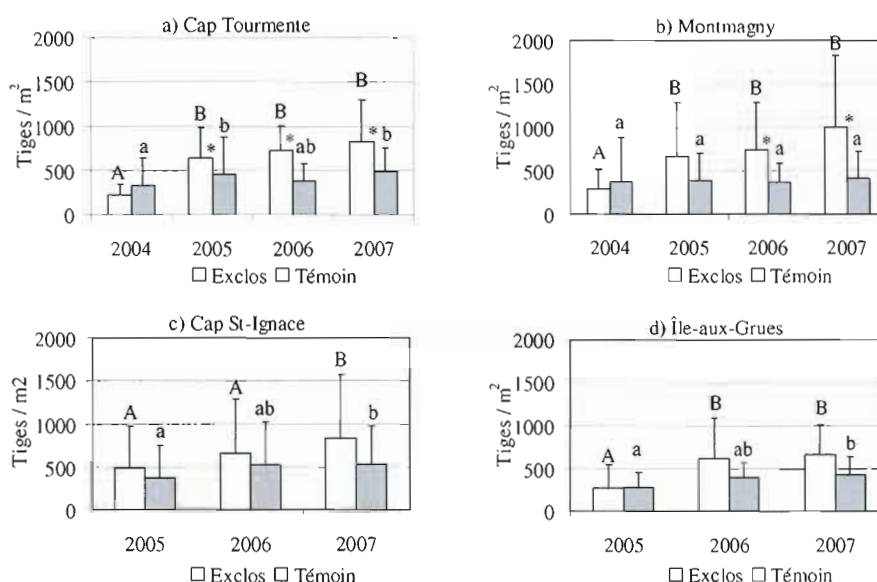 a) Cap Tourmente
Tiges / m²
2000
1500
1000
500
0
A
a
B
*
b
B
*
ab
B
*
b
2004
2005
2006
2007
□ Exclos □ Témoin
b) Montmagny
Tiges / m²
2000
1500
1000
500
0
A
a
B
a
B
*
a
B
*
a
2004
2005
2006
2007
□ Exclos □ Témoin
c) Cap St-Ignace
Tiges / m2
2000
1500
1000
500
0
A
a
A
ab
B
b
2005
2006
2007
□ Exclos □ Témoin
d) Île-aux-Grues
Tiges / m²
2000
1500
1000
500
0
A
a
B
ab
B
b
2005
2006
2007
□ Exclos □ Témoin